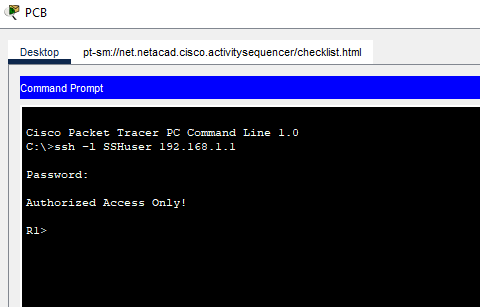 PCB
Desktop pt-sm://net.netacad.cisco.activitysequencer/checklist.html
Command Prompt
Cisco Packet Tracer PC Command Line 1.0
C:\>ssh -l SSHuser 192.168.1.1
Password:
Authorized Access Only!
R1>